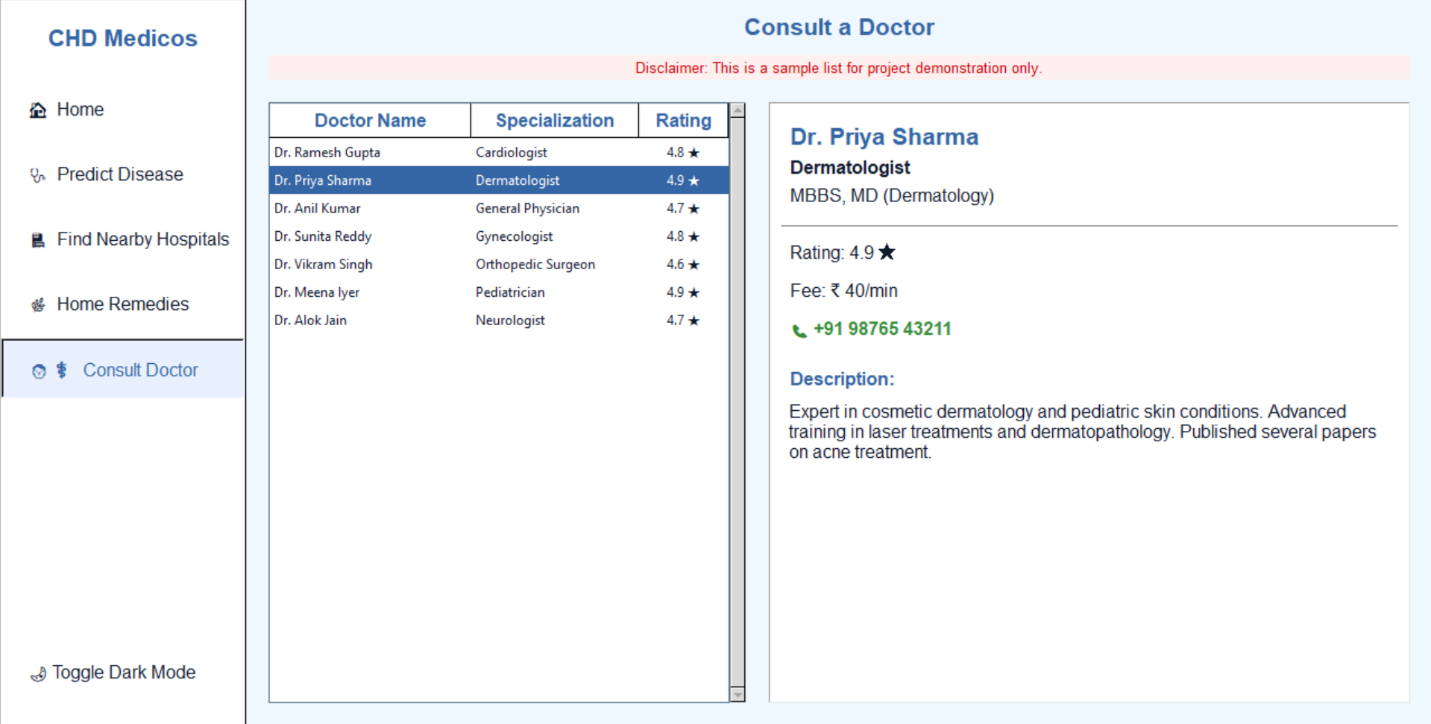 CHD Medicos
Home
Predict Disease
Find Nearby Hospitals
Home Remedies
Consult Doctor
Toggle Dark Mode
Consult a Doctor
Disclaimer: This is a sample list for project demonstration only.
Doctor Name Specialization Rating
Dr. Ramesh Gupta Cardiologist 4.8 ★
Dr. Priya Sharma Dermatologist 4.9 ★
Dr. Anil Kumar General Physician 4.7 ★
Dr. Sunita Reddy Gynecologist 4.8 ★
Dr. Vikram Singh Orthopedic Surgeon 4.6 ★
Dr. Meena Iyer Pediatrician 4.9 ★
Dr. Alok Jain Neurologist 4.7 ★
Dr. Priya Sharma
Dermatologist
MBBS, MD (Dermatology)
Rating: 4.9 ★
Fee: ₹ 40/min
+91 98765 43211
Description:
Expert in cosmetic dermatology and pediatric skin conditions. Advanced
training in laser treatments and dermatopathology. Published several papers
on acne treatment.